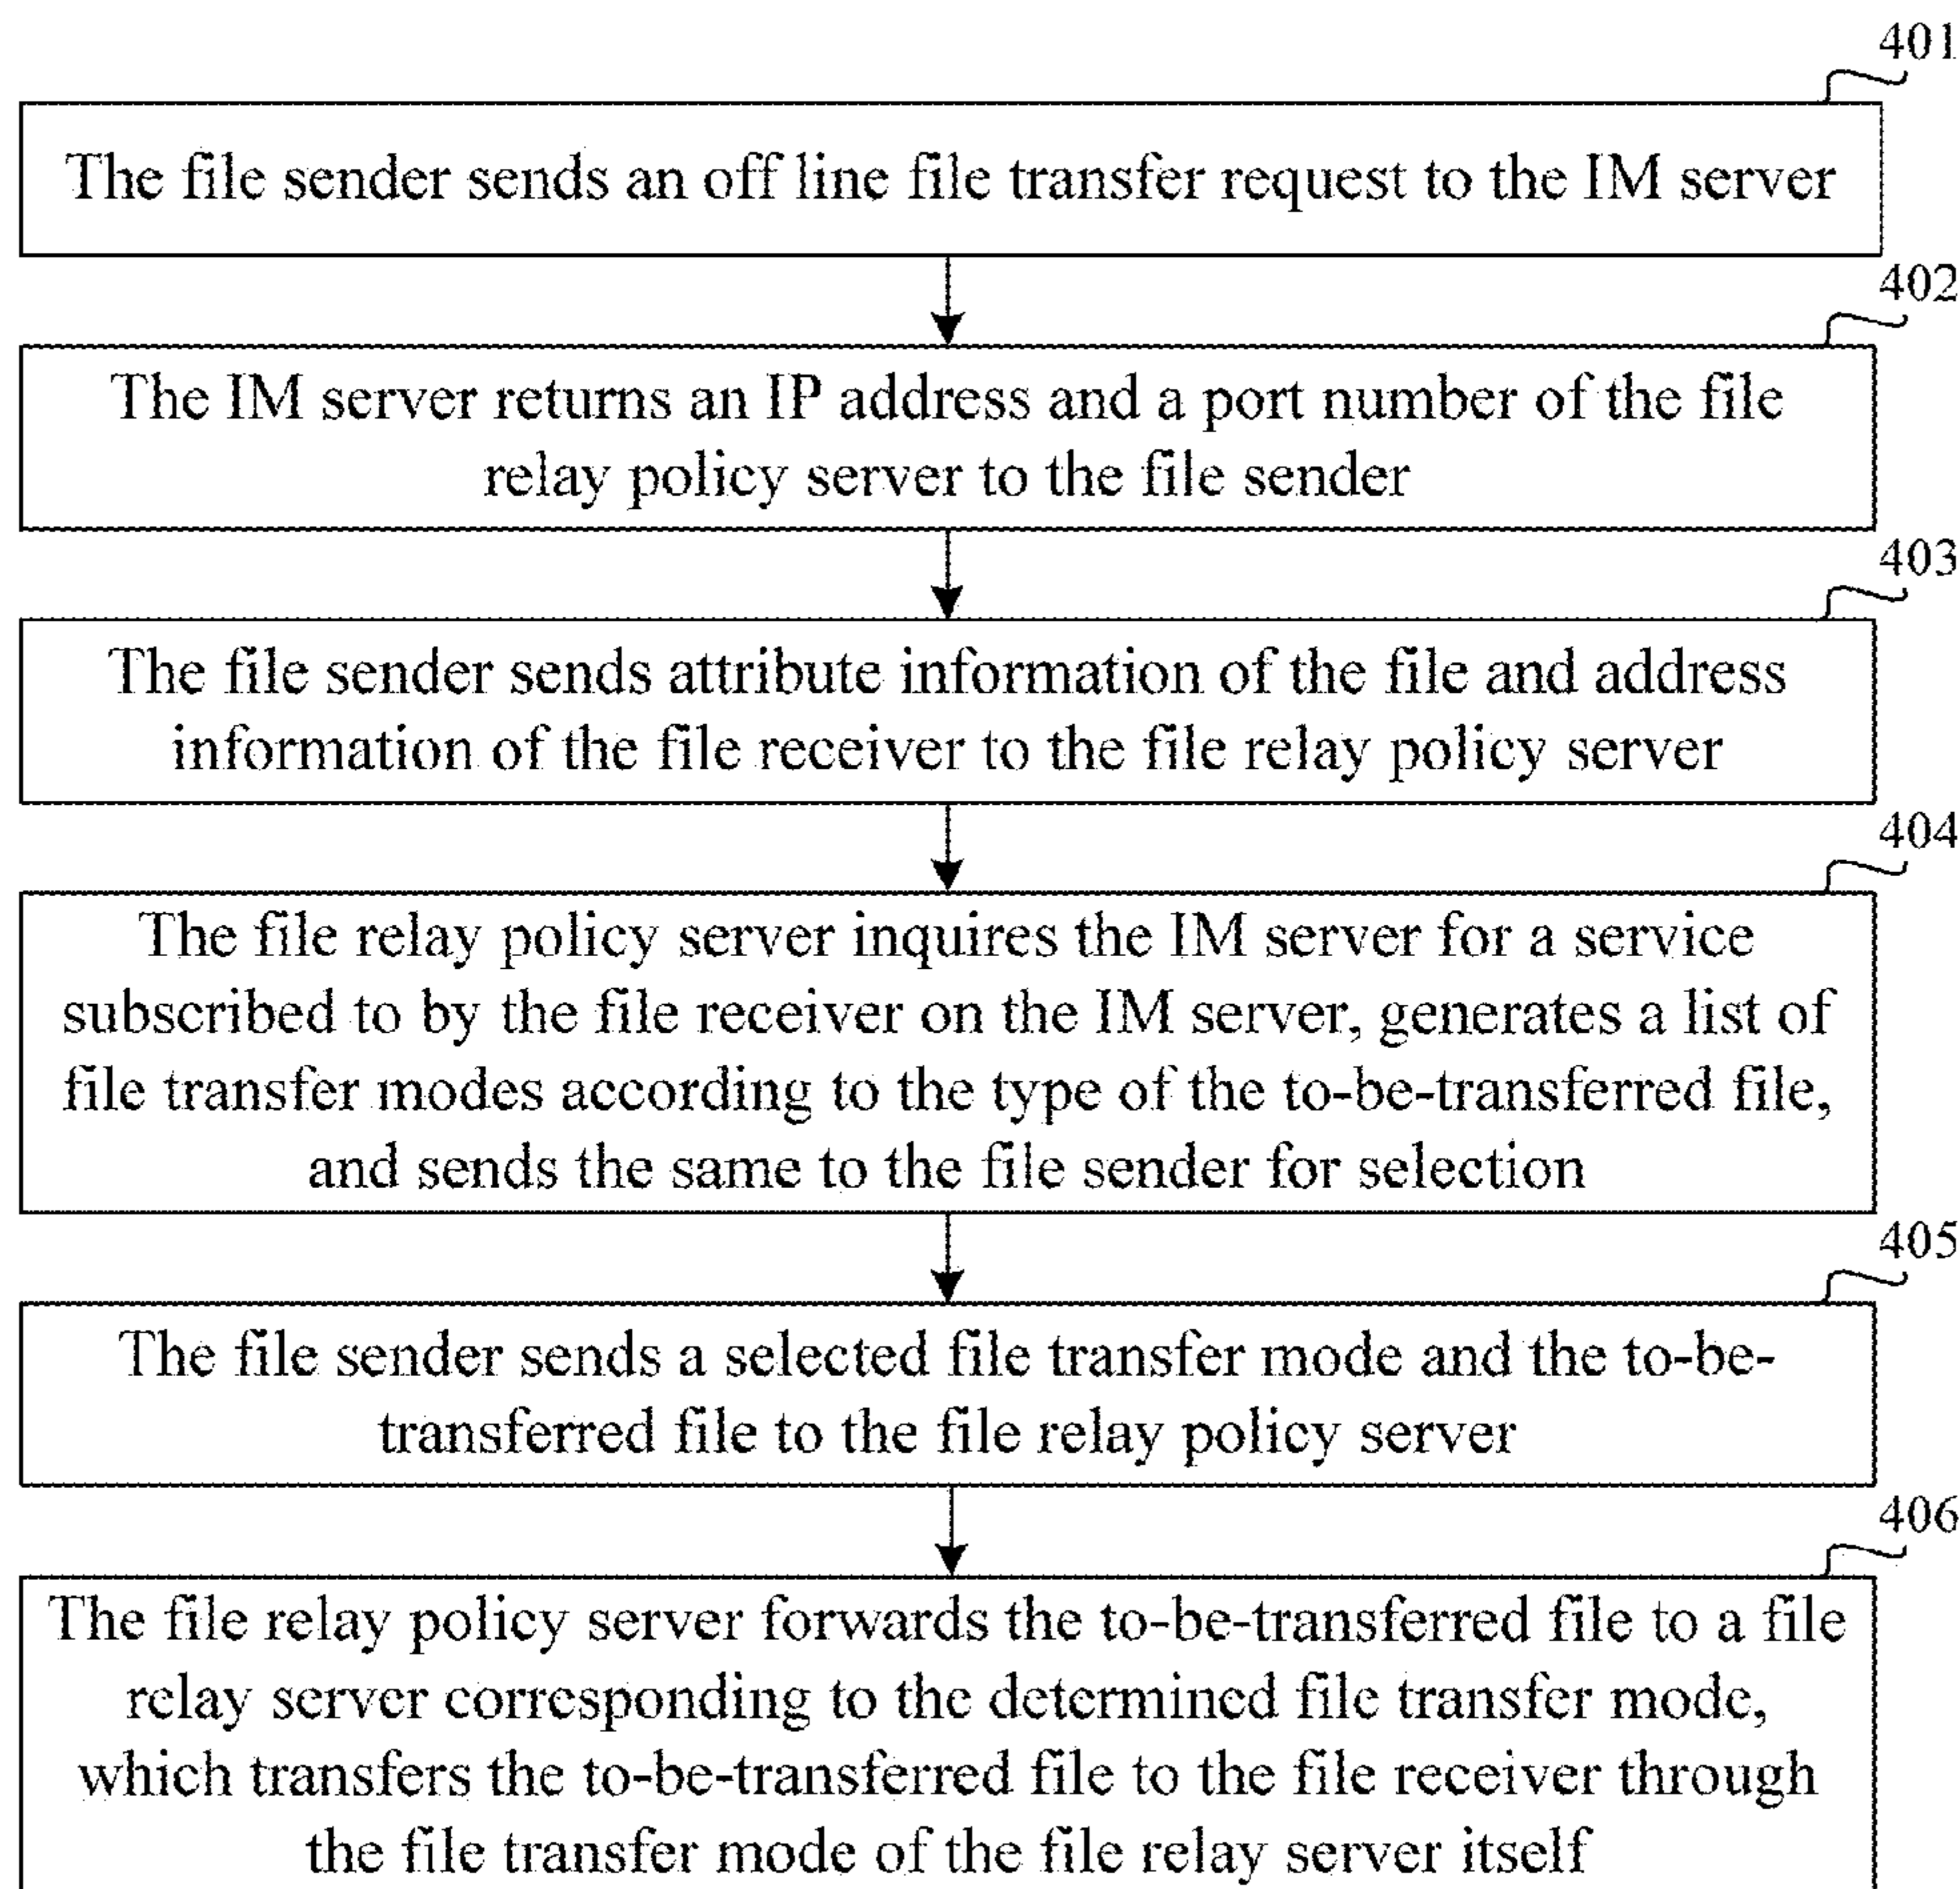 401
The file sender sends an off line file transfer request to the IM server
402
The IM server returns an IP address and a port number of the file
relay policy server to the file sender
403
The file sender sends attribute information of the file and address
information of the file receiver to the file relay policy server
404
The file relay policy server inquires the IM server for a service
subscribed to by the file receiver on the IM server, generates a list of
file transfer modes according to the type of the to-be-transferred file,
and sends the same to the file sender for selection
405
The file sender sends a selected file transfer mode and the to-be-
transferred file to the file relay policy server
406
The file relay policy server forwards the to-be-transferred file to a file
relay server corresponding to the determined file transfer mode,
which transfers the to-be-transferred file to the file receiver through
the file transfer mode of the file relay server itself